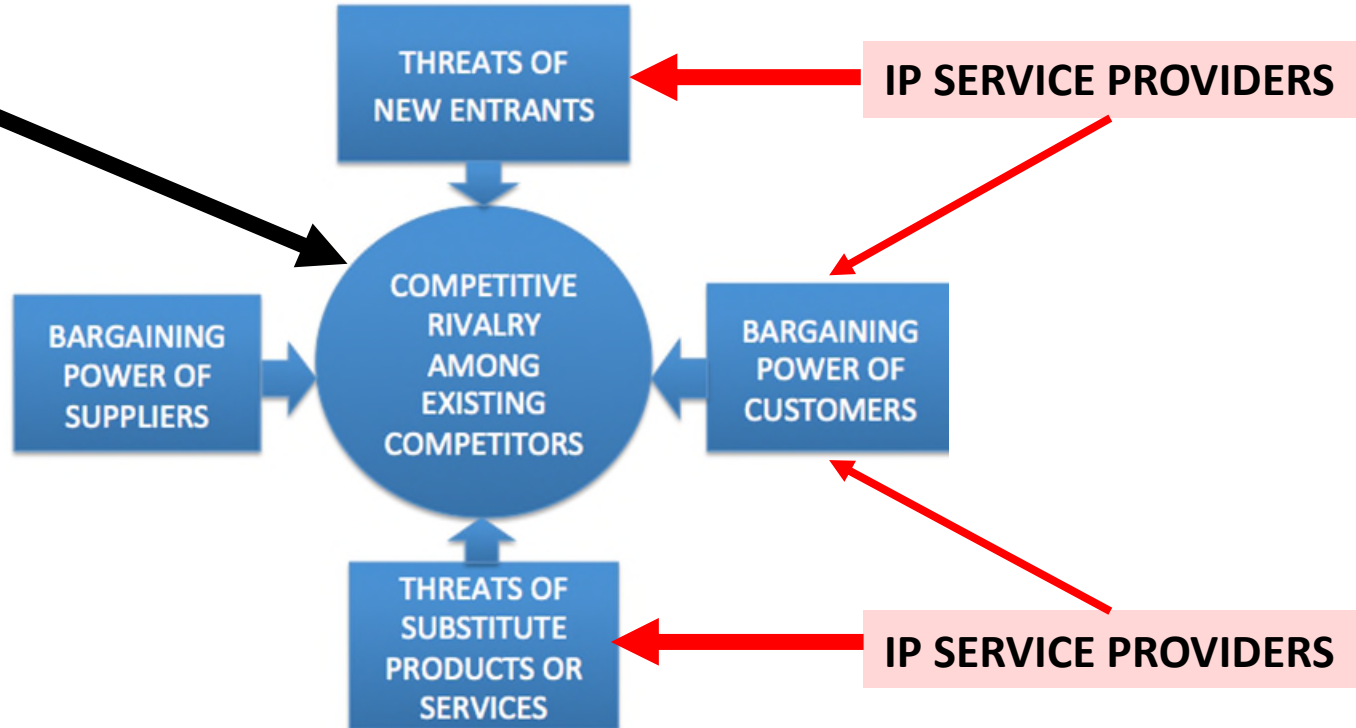 THREATS OF
NEW ENTRANTS
IP SERVICE PROVIDERS
COMPETITIVE
RIVALRY
AMONG
EXISTING
COMPETITORS
BARGAINING
POWER OF
SUPPLIERS
BARGAINING
POWER OF
CUSTOMERS
THREATS OF
SUBSTITUTE
PRODUCTS OR
SERVICES
IP SERVICE PROVIDERS